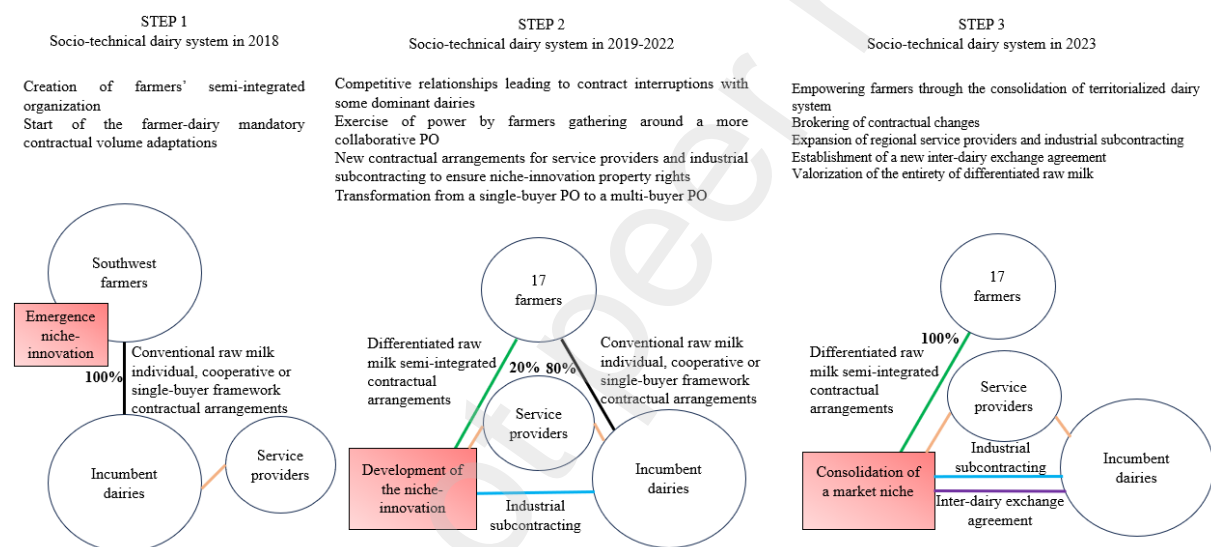 STEP 1
Socio-technical dairy system in 2018
Creation of farmers' semi-integrated
organization
Start of the farmer-dairy mandatory
contractual volume adaptations
Southwest
farmers
Emergence
niche-
innovation
100%
Conventional raw milk
individual, cooperative or
single-buyer framework
contractual arrangements
Incumbent
dairies
Service
providers
STEP 2
Socio-technical dairy system in 2019-2022
Competitive relationships leading to contract interruptions with
some dominant dairies
Exercise of power by farmers gathering around a more
collaborative PO
New contractual arrangements for service providers and industrial
subcontracting to ensure niche-innovation property rights
Transformation from a single-buyer PO to a multi-buyer PO
17
farmers
Differentiated raw
milk semi-integrated
contractual
arrangements
20% 80%
Conventional raw milk
individual, cooperative or
single-buyer framework
contractual arrangements
Service
providers
Development of
the niche-
innovation
Industrial
subcontracting
Incumbent
dairies
STEP 3
Socio-technical dairy system in 2023
Empowering farmers through the consolidation of territorialized dairy
system
Brokering of contractual changes
Expansion of regional service providers and industrial subcontracting
Establishment of a new inter-dairy exchange agreement
Valorization of the entirety of differentiated raw milk
17
farmers
100%
Differentiated raw
milk semi-integrated
contractual
arrangements
Service
providers
Consolidation of
a market niche
Industrial
subcontracting
Inter-dairy exchange
agreement
Incumbent
dairies
ot peer